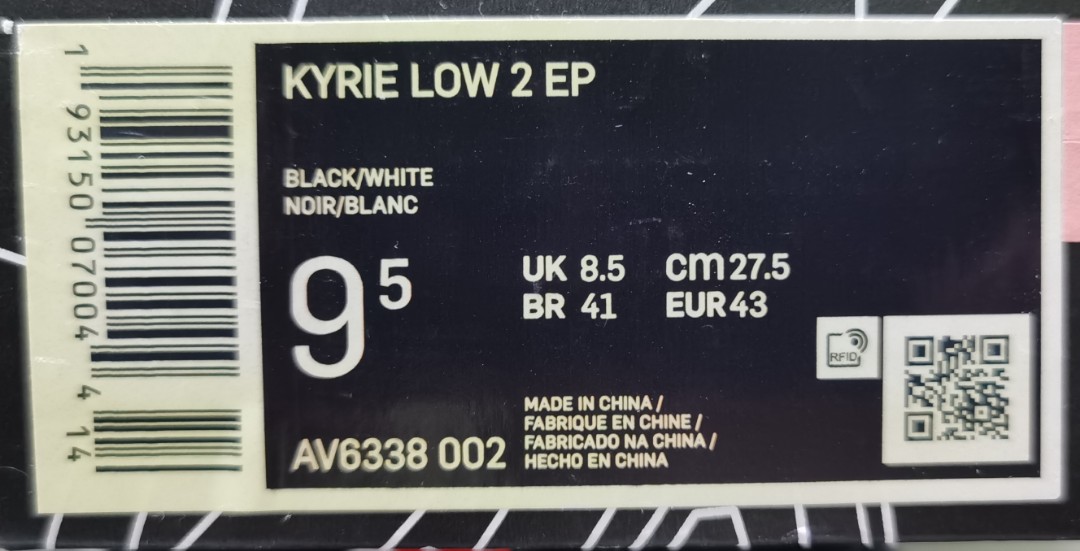 KYRIE LOW 2 EP
BLACK/WHITE
NOIR/BLANC
9 5
UK 8.5 cm 27.5
BR 41 EUR 43
RFID
MADE IN CHINA /
FABRIQUE EN CHINE /
FABRICADO NA CHINA /
HECHO EN CHINA
AV6338 002
1 93150 07004 4 14